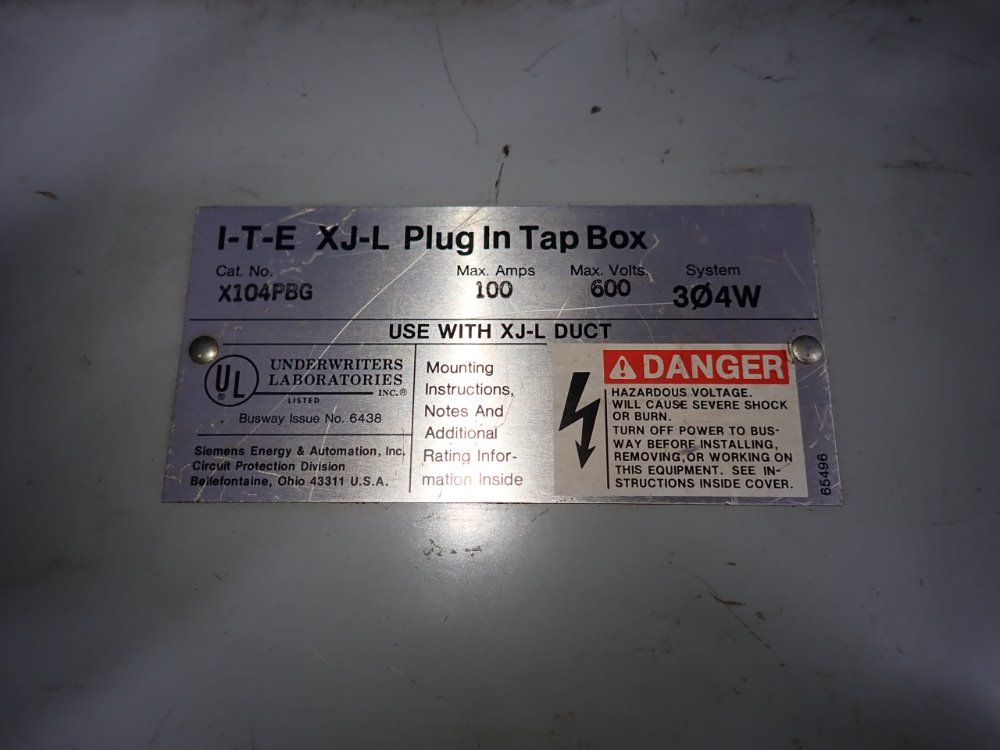 I-T-E XJ-L Plug In Tap Box
Cat. No. Max. Amps Max. Volts. System
X104PBG 100 600 3Ø4W
USE WITH XJ-L DUCT
UL
®
UNDERWRITERS
LABORATORIES
INC.®
LISTED
Busway Issue No. 6438
Siemens Energy & Automation, Inc.
Circuit Protection Division
Bellefontaine, Ohio 43311 U.S.A.
Mounting
Instructions,
Notes And
Additional
Rating Infor-
mation Inside
DANGER
HAZARDOUS VOLTAGE.
WILL CAUSE SEVERE SHOCK
OR BURN.
TURN OFF POWER TO BUS-
WAY BEFORE INSTALLING,
REMOVING, OR WORKING ON
THIS EQUIPMENT. SEE IN-
STRUCTIONS INSIDE COVER.
65496